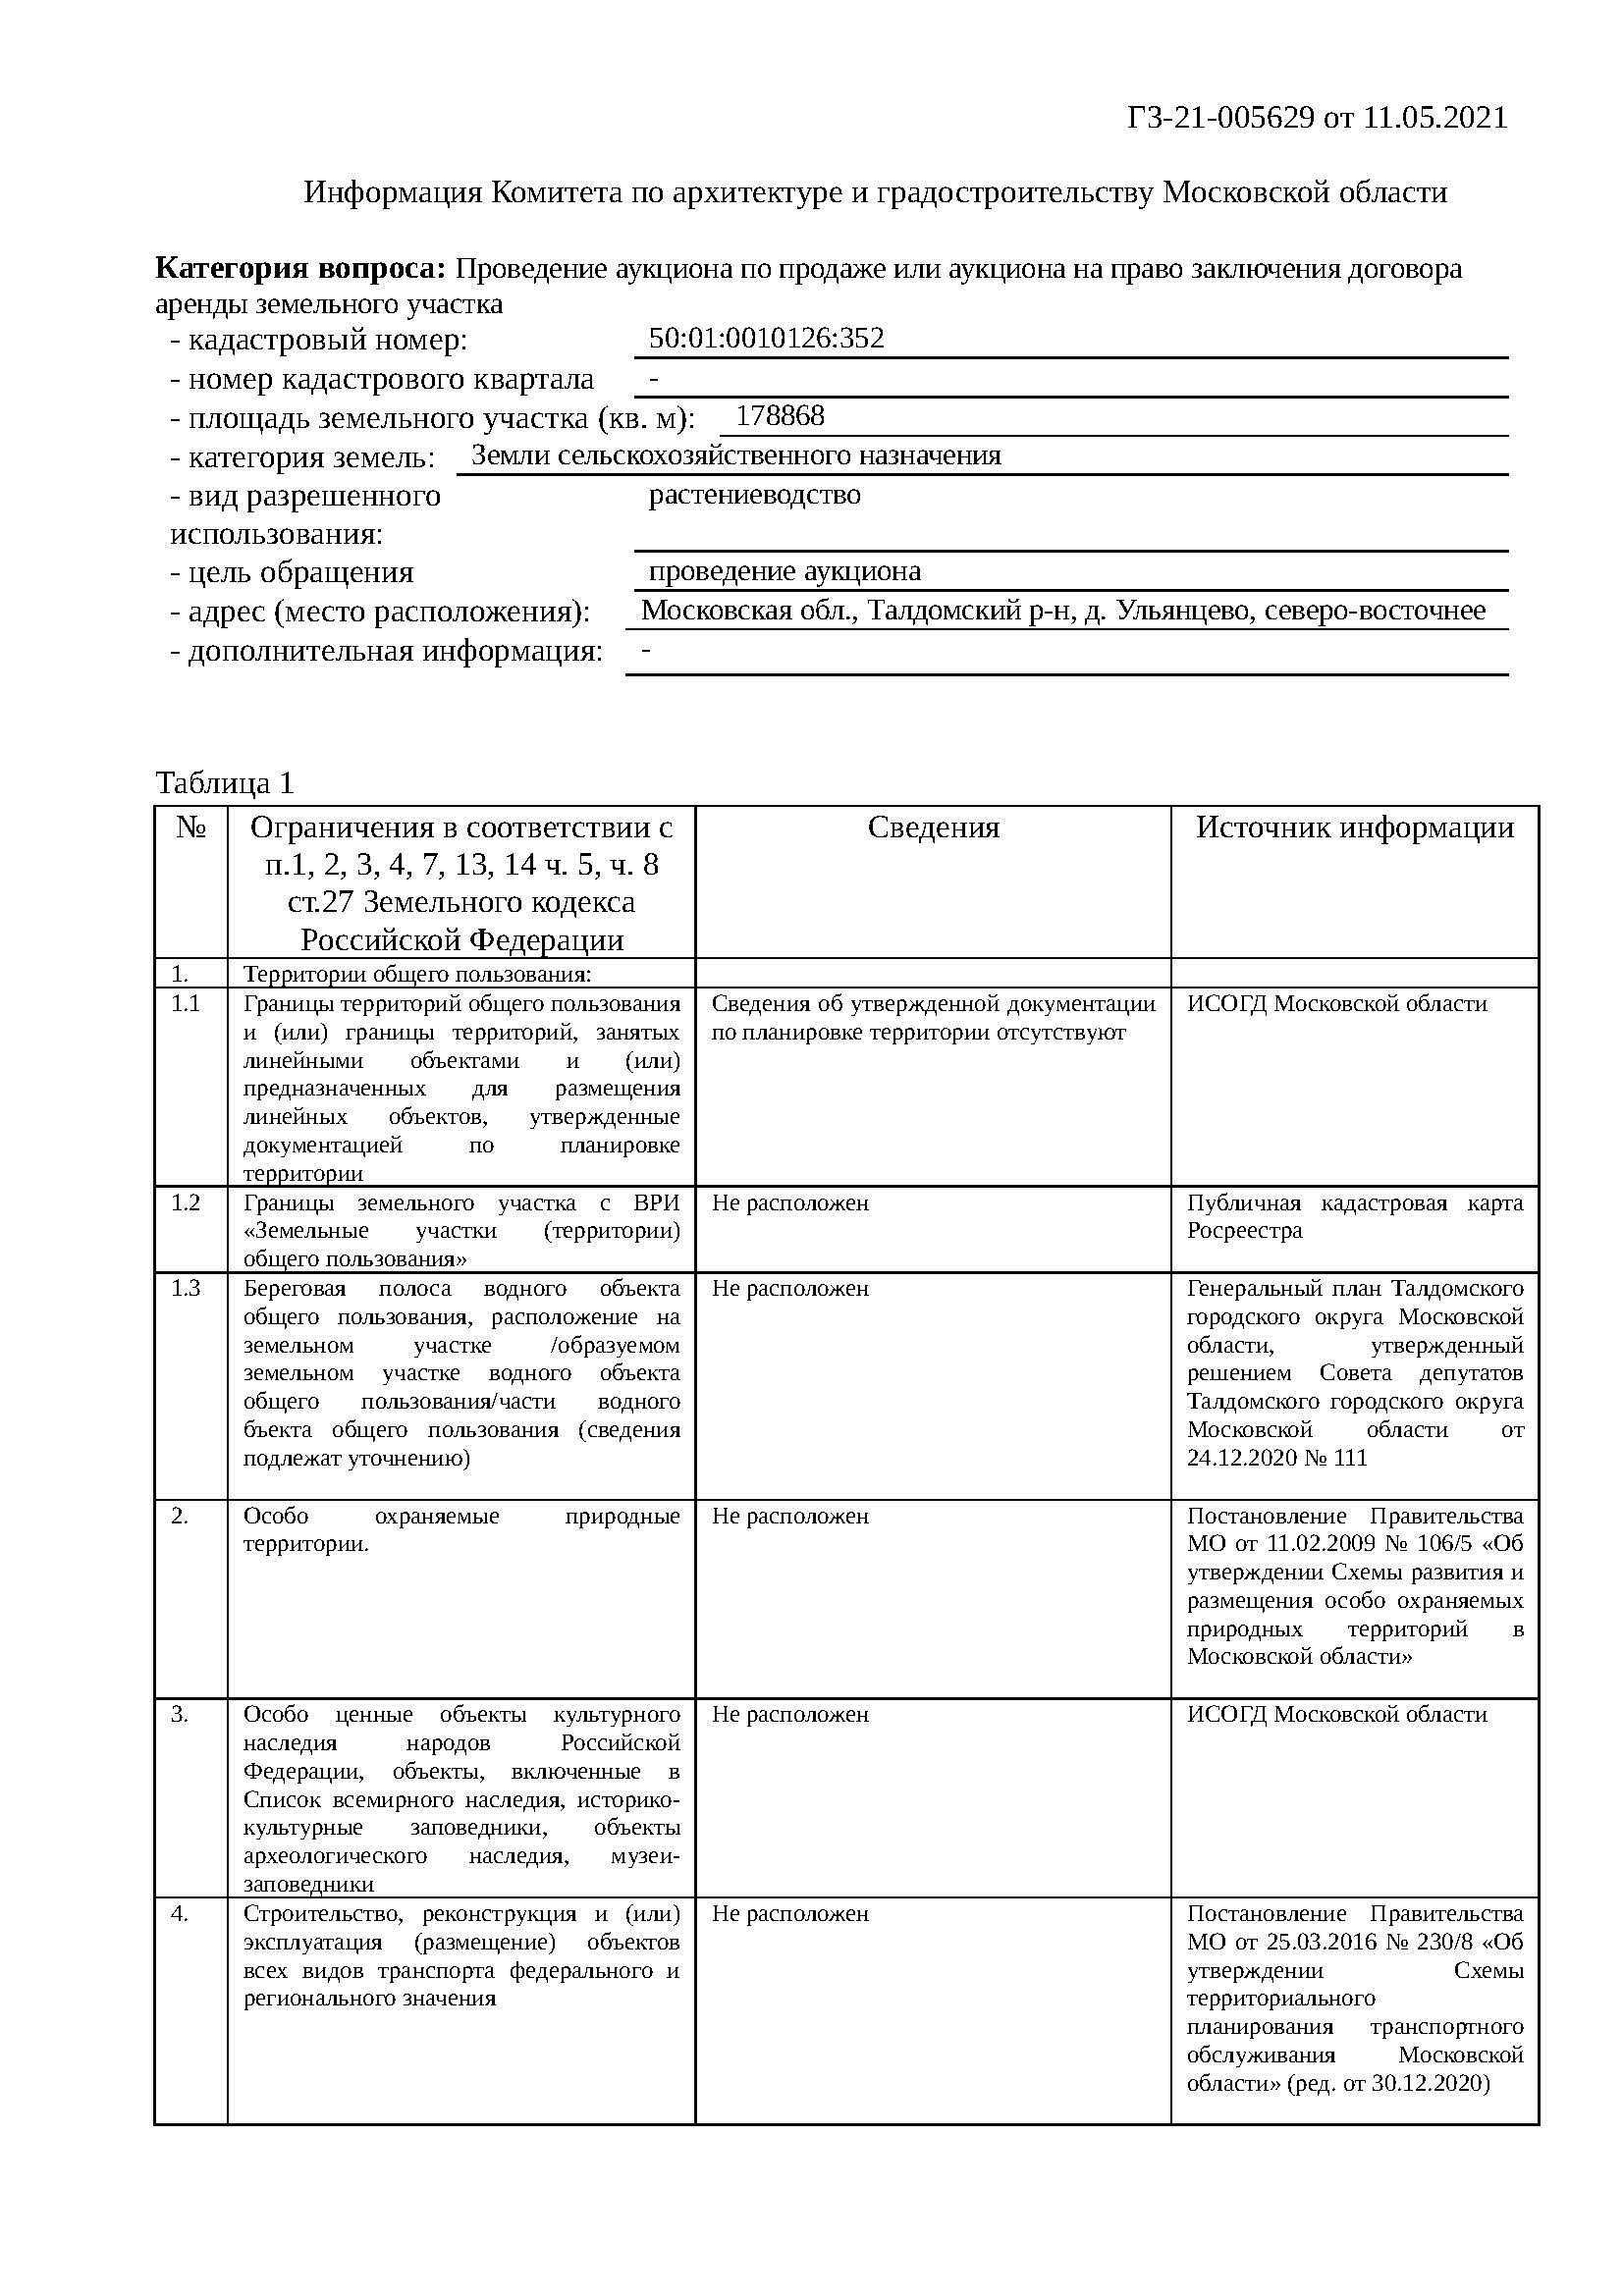 ГЗ-21-005629 от 11.05.2021
Информация Комитета по архитектуре и градостроительству Московской области
Категория вопроса: Проведение аукциона по продаже или аукциона на право заключения договора
аренды земельного участка
- кадастровый номер: 50:01:0010126:352
- номер кадастрового квартала -
- площадь земельного участка (кв. м): 178868
- категория земель: Земли сельскохозяйственного назначения
- вид разрешенного растениеводство
использования:
- цель обращения проведение аукциона
- адрес (место расположения): Московская обл., Талдомский р-н, д. Ульянцево, северо-восточнее
- дополнительная информация: -
Таблица 1
№
Ограничения в соответствии с
п.1, 2, 3, 4, 7, 13, 14 ч. 5, ч. 8
ст.27 Земельного кодекса
Российской Федерации
Сведения
Источник информации
1.
Территории общего пользования:
1.1
Границы территорий общего пользования
и (или) границы территорий, занятых
линейными объектами и (или)
предназначенных для размещения
линейных объектов, утвержденные
документацией по планировке
территории
Сведения об утвержденной документации
по планировке территории отсутствуют
ИСОГД Московской области
1.2
Границы земельного участка с ВРИ
«Земельные участки (территории)
общего пользования»
Не расположен
Публичная кадастровая карта
Росреестра
1.3
Береговая полоса водного объекта
общего пользования, расположение на
земельном участке /образуемом
земельном участке водного объекта
общего пользования/части водного
бъекта общего пользования (сведения
подлежат уточнению)
Не расположен
Генеральный план Талдомского
городского округа Московской
области, утвержденный
решением Совета депутатов
Талдомского городского округа
Московской области от
24.12.2020 № 111
2.
Особо охраняемые природные
территории.
Не расположен
Постановление Правительства
МО от 11.02.2009 № 106/5 «Об
утверждении Схемы развития и
размещения особо охраняемых
природных территорий в
Московской области»
3.
Особо ценные объекты культурного
наследия народов Российской
Федерации, объекты, включенные в
Список всемирного наследия, историко-
культурные заповедники, объекты
археологического наследия, музеи-
заповедники
Не расположен
ИСОГД Московской области
4.
Строительство, реконструкция и (или)
эксплуатация (размещение) объектов
всех видов транспорта федерального и
регионального значения
Не расположен
Постановление Правительства
МО от 25.03.2016 № 230/8 «Об
утверждении Схемы
территориального
планирования транспортного
обслуживания Московской
области» (ред. от 30.12.2020)